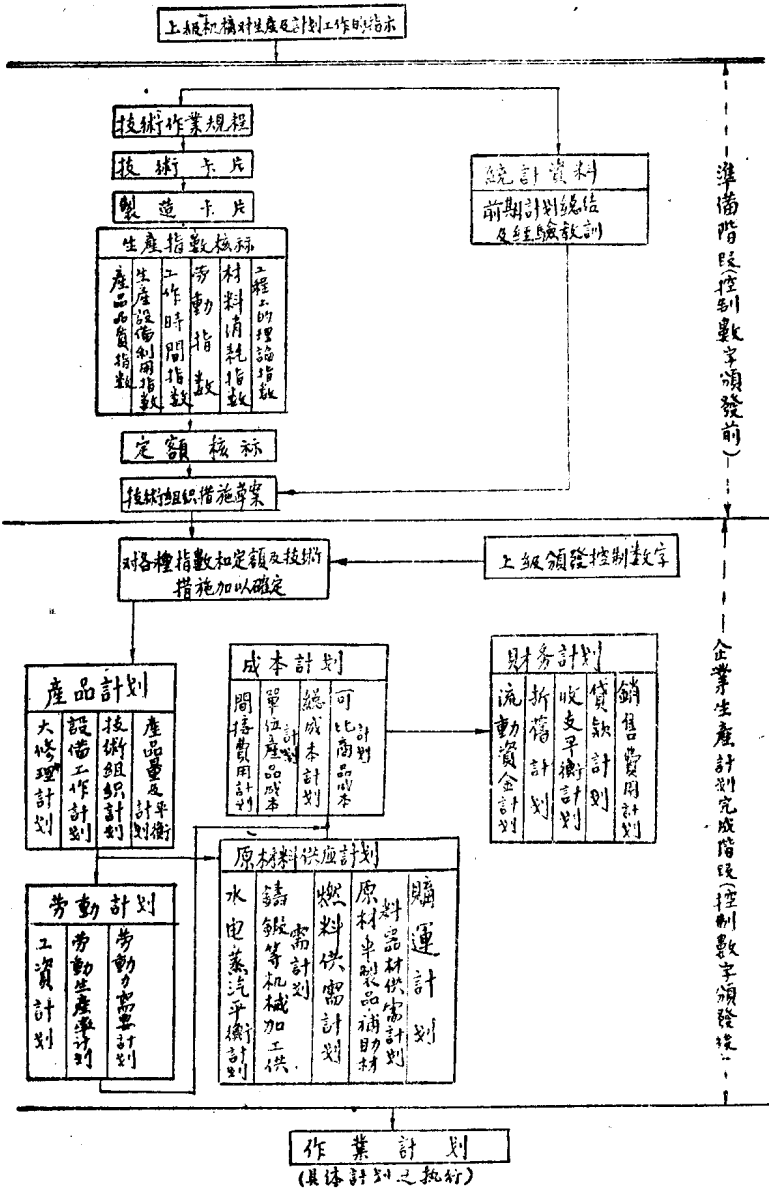 上級机構对生產及計划工作的指示
技術作業規程
技術卡片
製造卡片
生產指數核标
產品品質指数
生產設備利用指数
工作時間指数
劳動指数
材料消耗指数
工程上的理論指数
定額核标
技術組織措施草案
統計資料
前期計划總结
及经驗教訓
準備階段(控制數字頒發前)
对各種指數和定額及技術
措施加以確定
上級頒發控制数字
產品計划
大修理計划
設備工作計划
技術組織計划
產品量及平衡
計划
成本計划
間接費用計划
單位產品成本
計划
總成本計划
可比商品成本
計划
財務計划
流動資金計划
折舊計划
收支平衡計划
貸款計划
銷售費用計划
劳動計划
工資計划
劳動生產率計划
劳動力需要計划
原材料供应計划
水电蒸汽平衡計划
鑄鍛等机械加工供
需計划
燃料供需計划
原材半製品補助材
料器材供需計划
購運計划
企業生產計划完成階段(控制數字頒發後)
作業計划
(具体計划之执行)